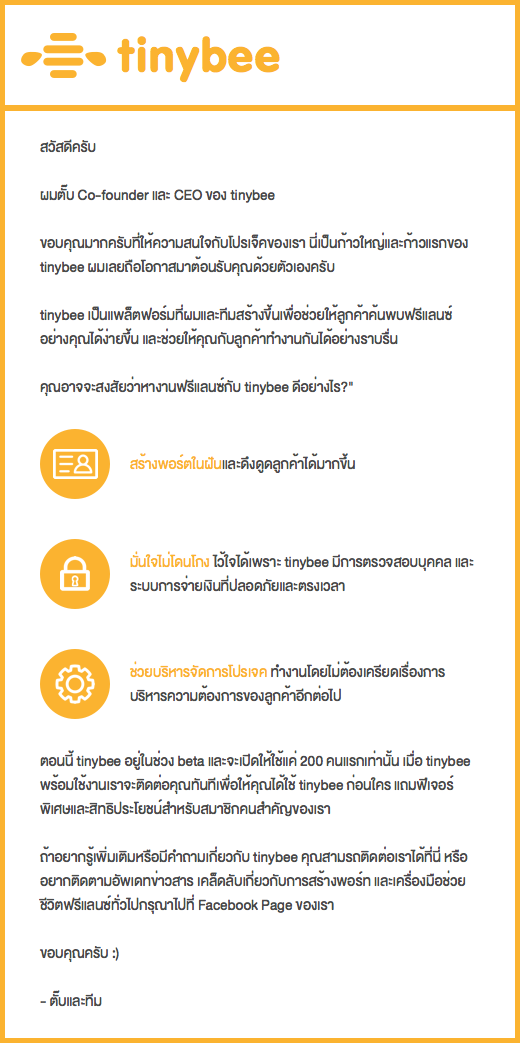 tinybee
สวัสดีครับ
ผมตั๊บ Co-founder และ CEO ของ tinybee
ขอบคุณมากครับที่ให้ความสนใจกับโปรเจ็คของเรา นี่เป็นก้าวใหญ่และก้าวแรกของ
tinybee ผมเลยถือโอกาสมาต้อนรับคุณด้วยตัวเองครับ
tinybee เป็นแพล็ตฟอร์มที่ผมและทีมสร้างขึ้นเพื่อช่วยให้ลูกค้าค้นพบฟรีแลนซ์
อย่างคุณได้ง่ายขึ้น และช่วยให้คุณกับลูกค้าทำงานกันได้อย่างราบรื่น
คุณอาจจะสงสัยว่าหางานฟรีแลนซ์กับ tinybee ดีอย่างไร?"
สร้างพอร์ตในฝันและดึงดูดลูกค้าได้มากขึ้น
มั่นใจไม่โดนโกง ไว้ใจได้เพราะ tinybee มีการตรวจสอบบุคคล และ
ระบบการจ่ายเงินที่ปลอดภัยและตรงเวลา
ช่วยบริหารจัดการโปรเจค ทำงานโดยไม่ต้องเครียดเรื่องการ
บริหารความต้องการของลูกค้าอีกต่อไป
ตอนนี้ tinybee อยู่ในช่วง beta และจะเปิดให้ใช้แค่ 200 คนแรกเท่านั้น เมื่อ tinybee
พร้อมใช้งานเราจะติดต่อคุณทันทีเพื่อให้คุณได้ใช้ tinybee ก่อนใคร แถมฟีเจอร์
พิเศษและสิทธิประโยชน์สำหรับสมาชิกคนสำคัญของเรา
ถ้าอยากรู้เพิ่มเติมหรือมีคำถามเกี่ยวกับ tinybee คุณสามรถติดต่อเราได้ที่นี่ หรือ
อยากติดตามอัพเดทข่าวสาร เคล็ดลับเกี่ยวกับการสร้างพอร์ท และเครื่องมือช่วย
ชีวิตฟรีแลนซ์ทั่วไปกรุณาไปที่ Facebook Page ของเรา
ขอบคุณครับ :)
- ตั๊บและทีม